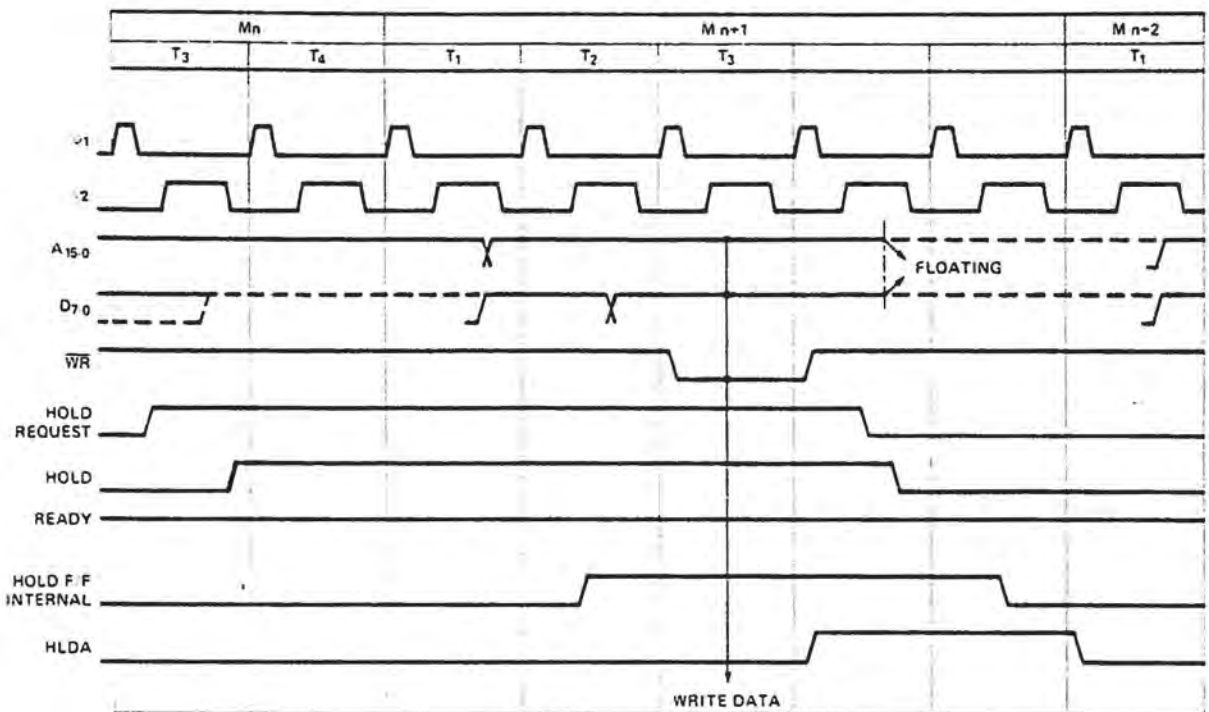 Mn M n+1 M n+2
T3 T4 T1 T2 T3 T1
A15-0
FLOATING
D7-0
WR
HOLD
REQUEST
HOLD
READY
HOLD F/F
INTERNAL
HLDA
WRITE DATA